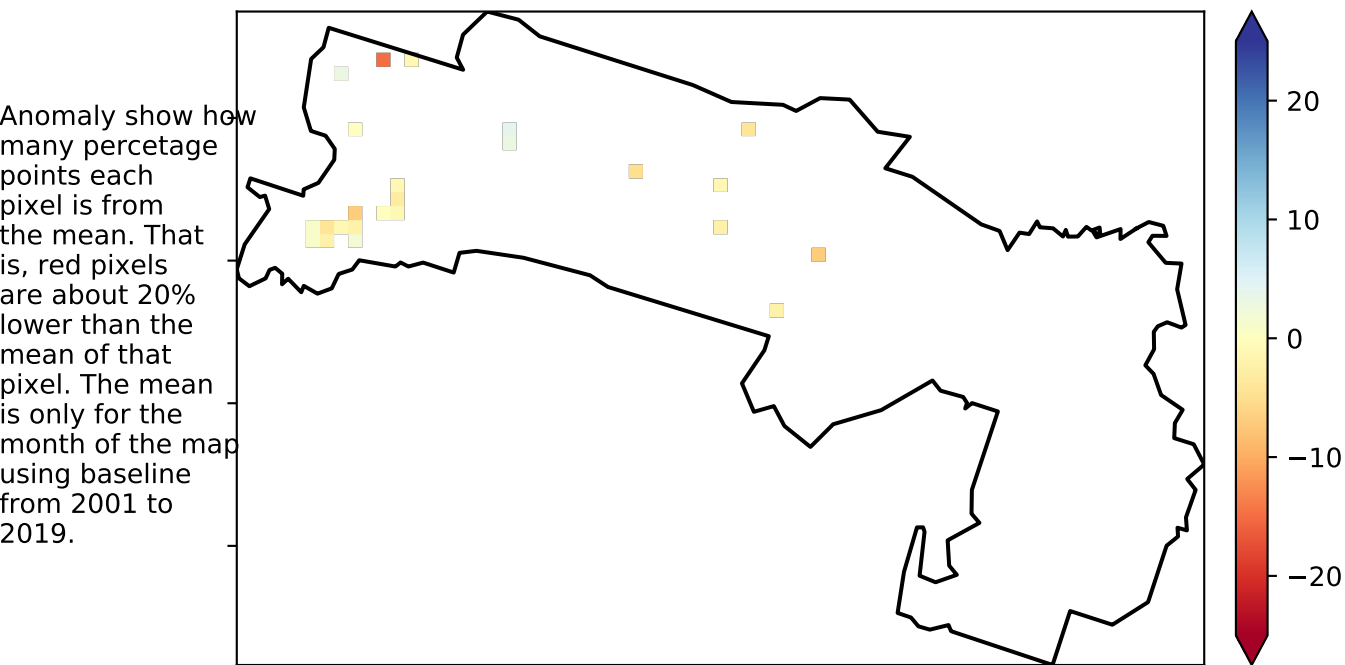 Anomaly show how
many percetage
points each
pixel is from
the mean. That
is, red pixels
are about 20%
lower than the
mean of that
pixel. The mean
is only for the
month of the map
using baseline
from 2001 to
2019.
20
10
0
−10
−20